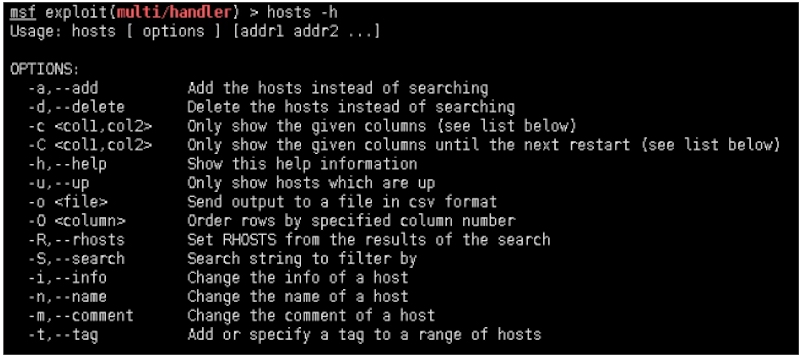 msf exploit(multi/handler) > hosts -h
Usage: hosts [ options ] [addr1 addr2 ...]
OPTIONS:
-a,--add Add the hosts instead of searching
-d,--delete Delete the hosts instead of searching
-c <col1,col2> Only show the given columns (see list below)
-C <col1,col2> Only show the given columns until the next restart (see list below)
-h,--help Show this help information
-u,--up Only show hosts which are up
-o <file> Send output to a file in csv format
-O <column> Order rows by specified column number
-R,--rhosts Set RHOSTS from the results of the search
-S,--search Search string to filter by
-i,--info Change the info of a host
-n,--name Change the name of a host
-m,--comment Change the comment of a host
-t,--tag Add or specify a tag to a range of hosts